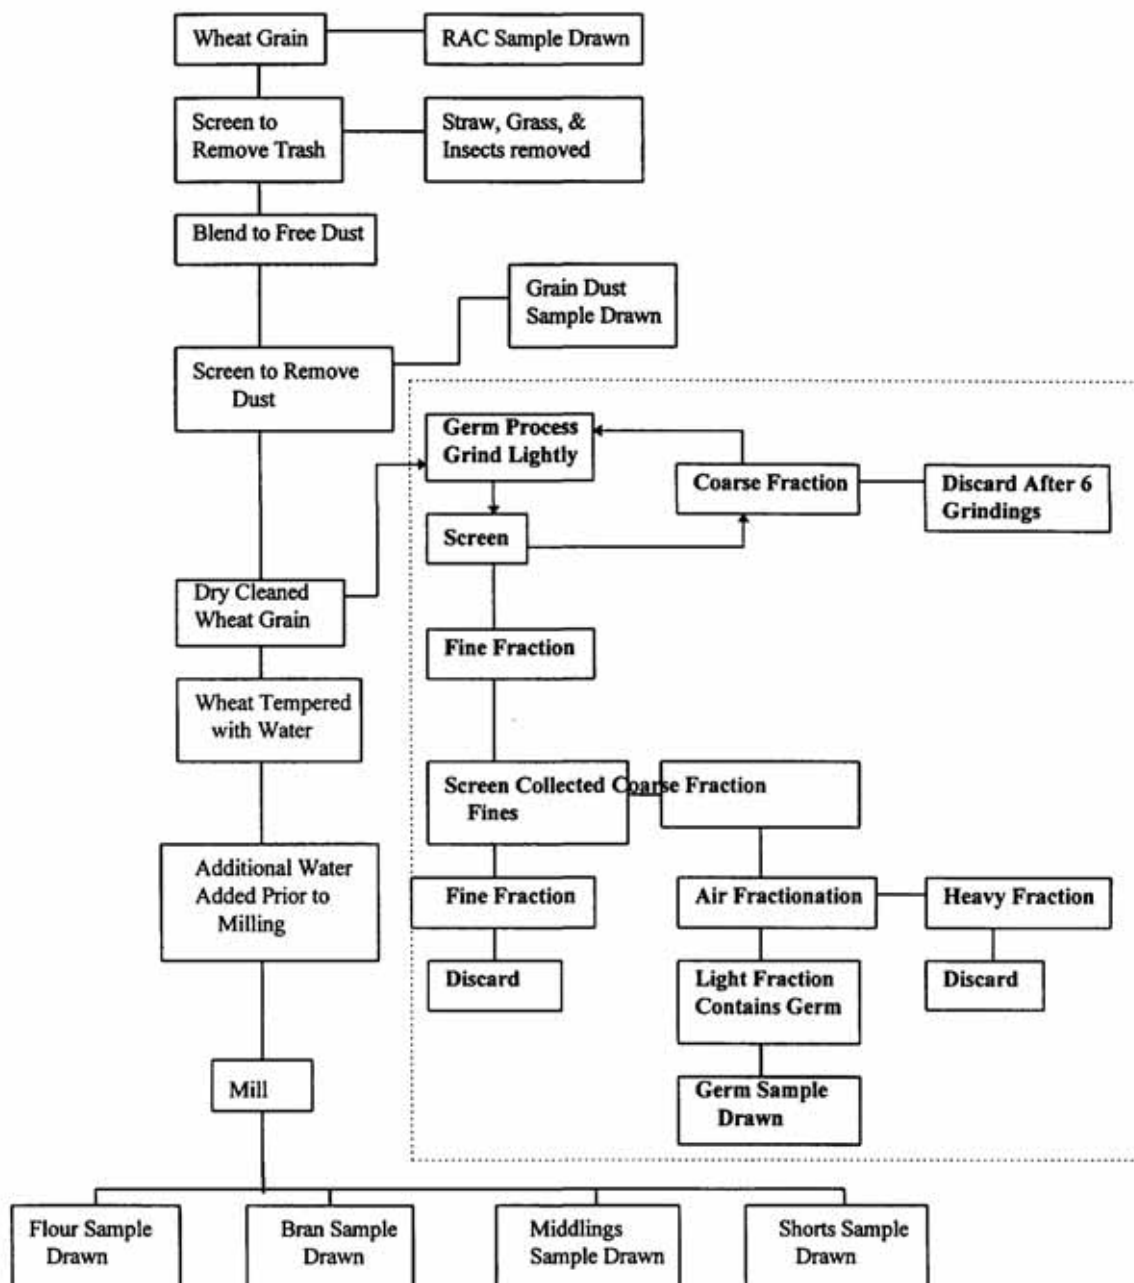 Wheat Grain
RAC Sample Drawn
Screen to
Remove Trash
Straw, Grass, &
Insects removed
Blend to Free Dust
Grain Dust
Sample Drawn
Screen to Remove
Dust
Germ Process
Grind Lightly
Coarse Fraction
Discard After 6
Grindings
Screen
Dry Cleaned
Wheat Grain
Fine Fraction
Wheat Tempered
with Water
Screen Collected
Fines
Coarse Fraction
Additional Water
Added Prior to
Milling
Fine Fraction
Air Fractionation
Heavy Fraction
Discard
Light Fraction
Contains Germ
Discard
Mill
Germ Sample
Drawn
Flour Sample
Drawn
Bran Sample
Drawn
Middlings
Sample Drawn
Shorts Sample
Drawn